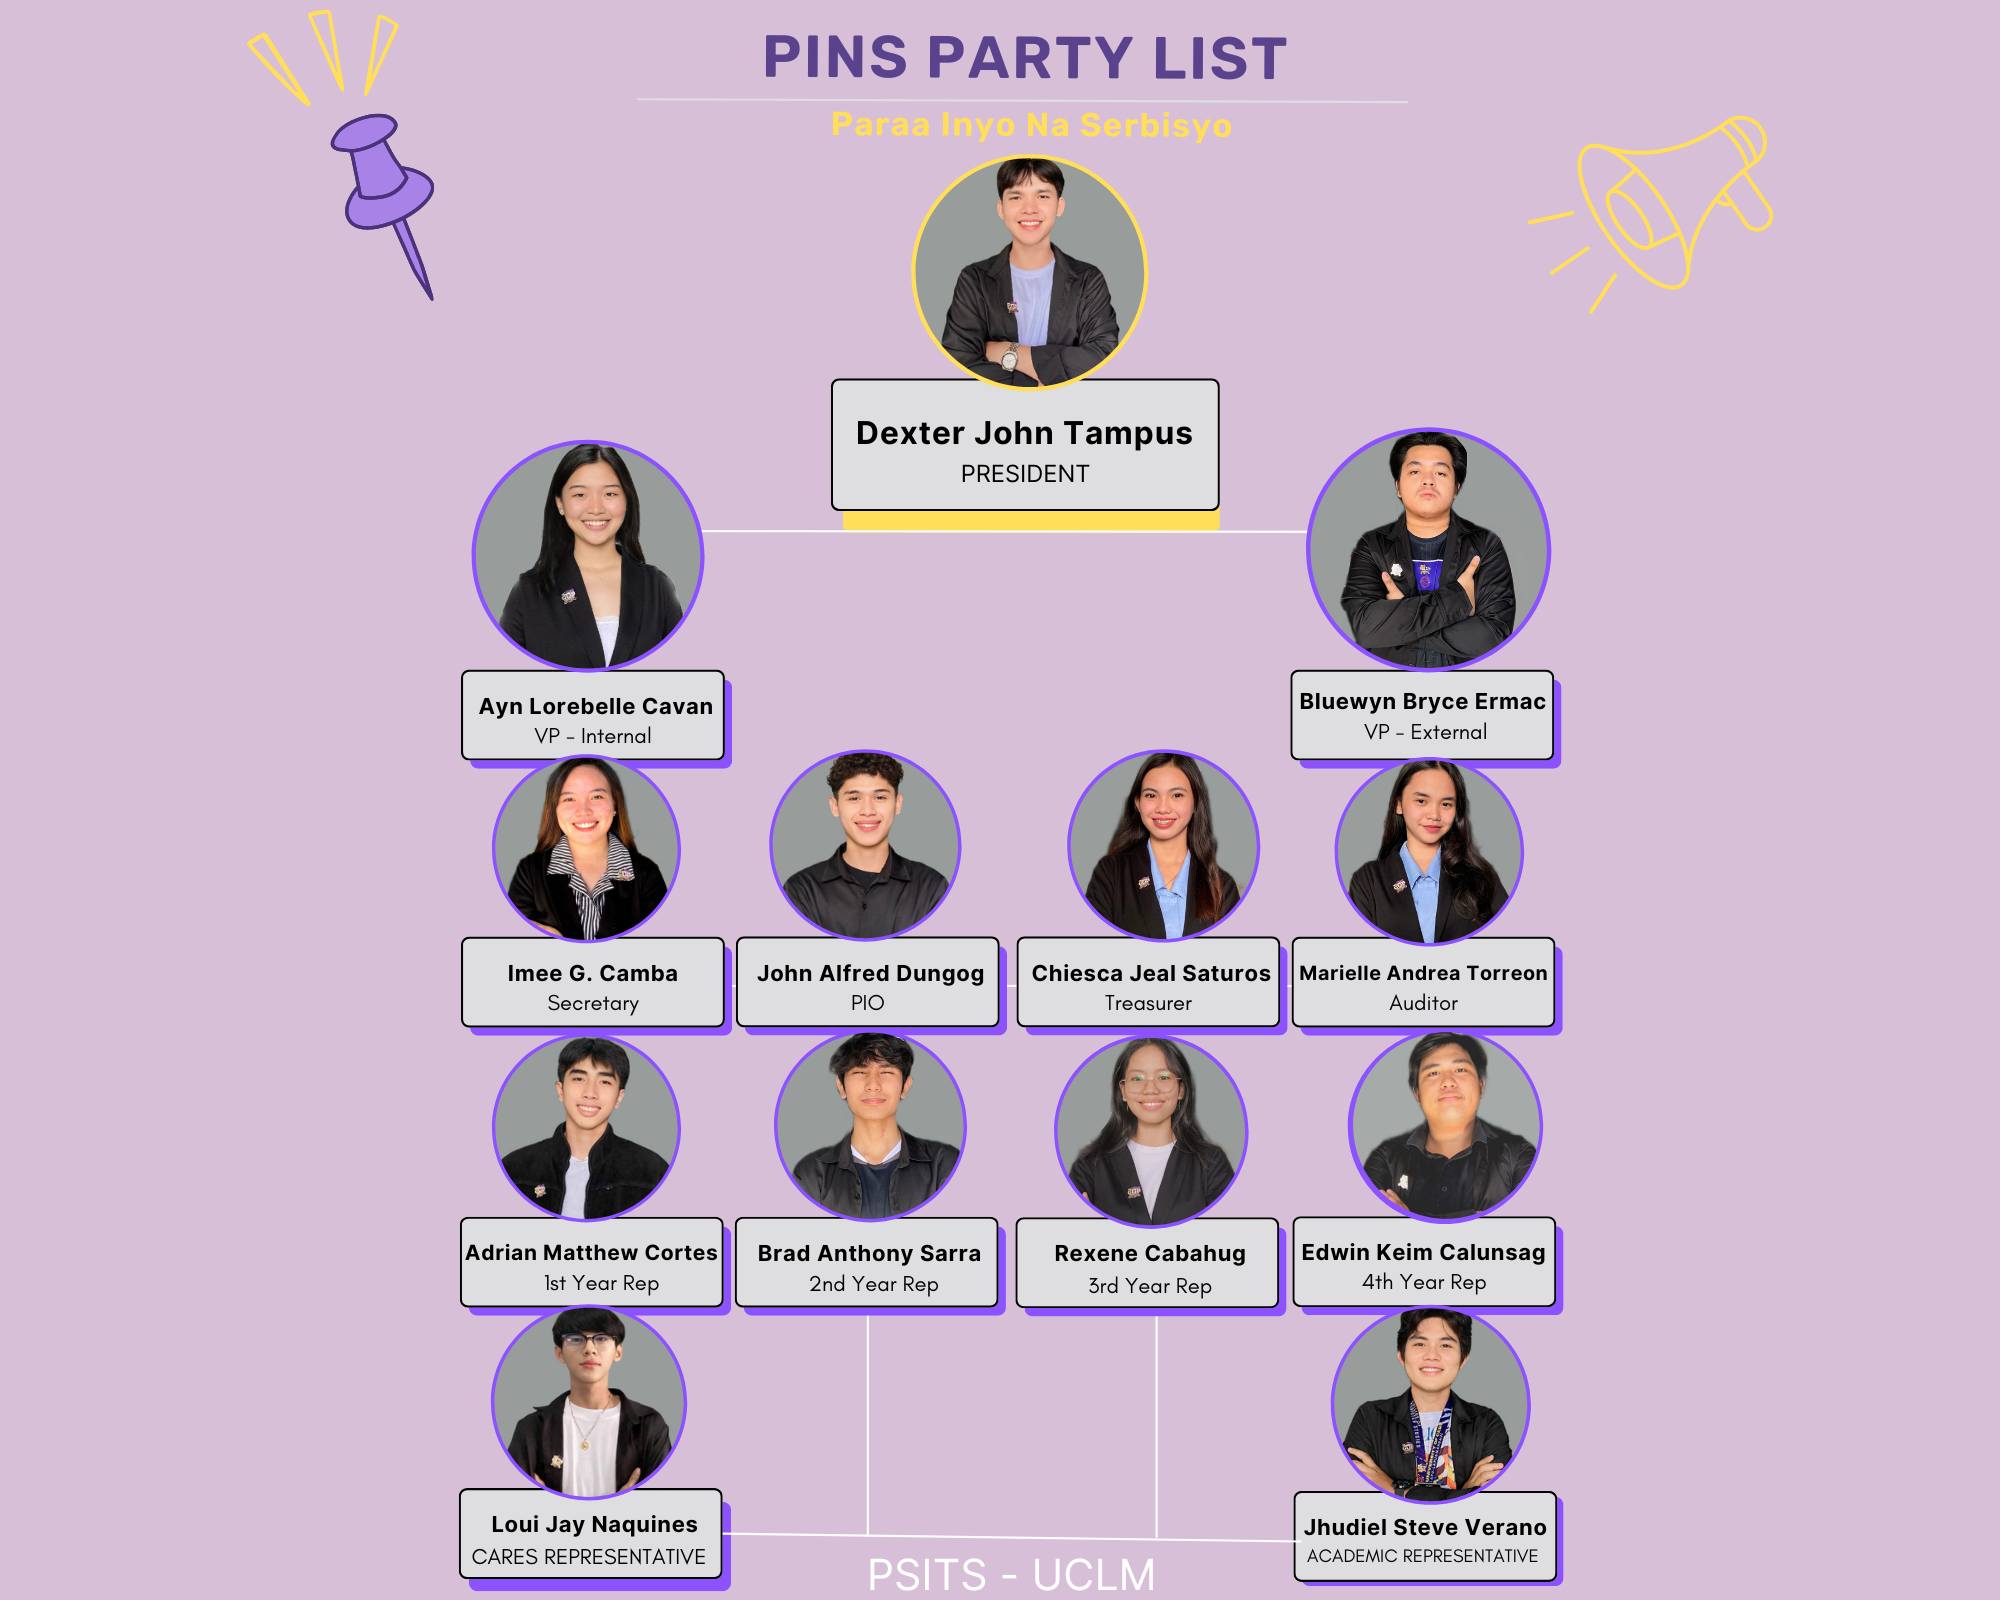 PINS PARTY LIST
Paraa Inyo Na Serbisyo
Dexter John Tampus
PRESIDENT
Ayn Lorebelle Cavan
VP - Internal
Bluewyn Bryce Ermac
VP - External
Imee G. Camba
Secretary
John Alfred Dungog
PIO
Chiesca Jeal Saturos
Treasurer
Marielle Andrea Torreon
Auditor
Adrian Matthew Cortes
1st Year Rep
Brad Anthony Sarra
2nd Year Rep
Rexene Cabahug
3rd Year Rep
Edwin Keim Calunsag
4th Year Rep
Loui Jay Naquines
CARES REPRESENTATIVE
Jhudiel Steve Verano
ACADEMIC REPRESENTATIVE
PSITS - UCLM